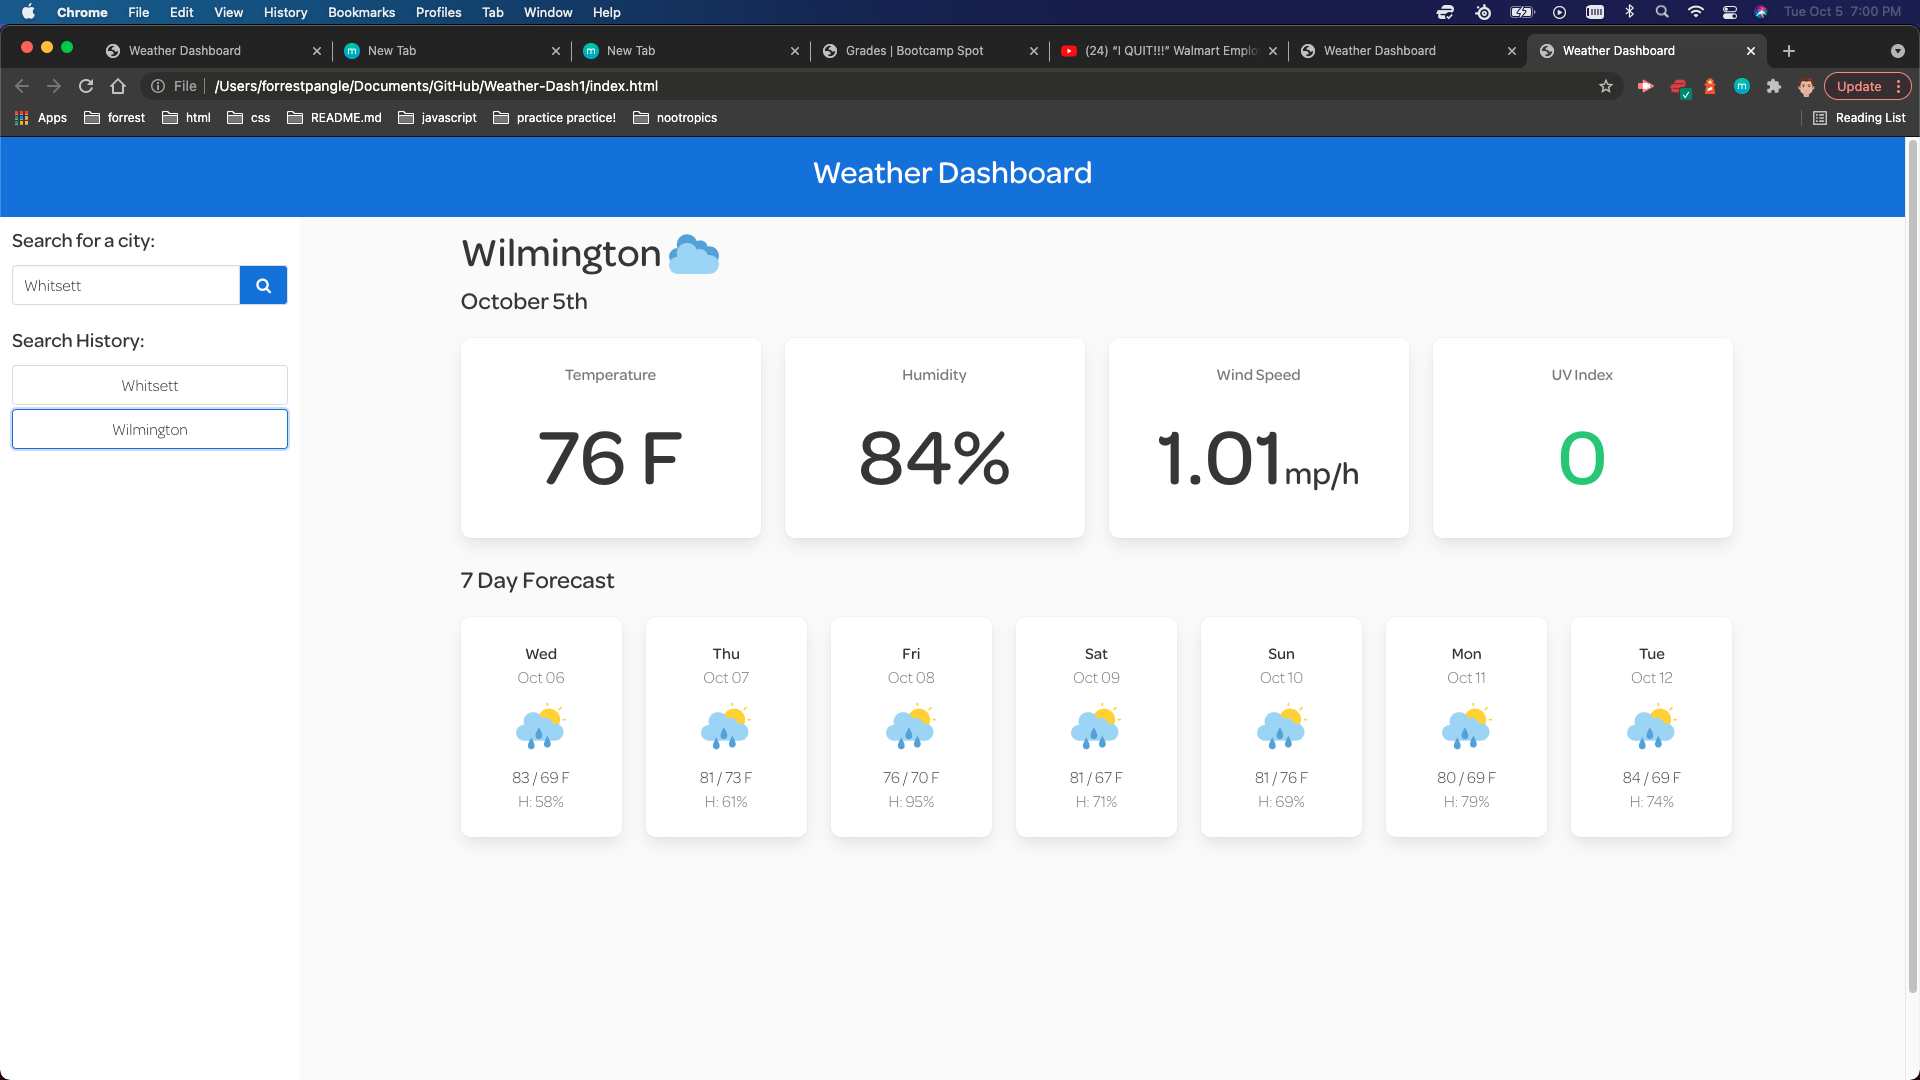 Chrome File Edit View History Bookmarks Profiles Tab Window Help Tue Oct 5 7:00 PM
Weather Dashboard New Tab New Tab Grades | Bootcamp Spot (24) “I QUIT!!!” Walmart Emplo Weather Dashboard Weather Dashboard
File /Users/forrestpangle/Documents/GitHub/Weather-Dash1/index.html Update
Apps forrest html css README.md javascript practice practice! nootropics Reading List
Weather Dashboard
Search for a city:
Whitsett
Search History:
Whitsett
Wilmington
Wilmington
October 5th
Temperature
76 F
Humidity
84%
Wind Speed
1.01mp/h
UV Index
0
7 Day Forecast
Wed
Oct 06
83 / 69 F
H: 58%
Thu
Oct 07
81 / 73 F
H: 61%
Fri
Oct 08
76 / 70 F
H: 95%
Sat
Oct 09
81 / 67 F
H: 71%
Sun
Oct 10
81 / 76 F
H: 69%
Mon
Oct 11
80 / 69 F
H: 79%
Tue
Oct 12
84 / 69 F
H: 74%